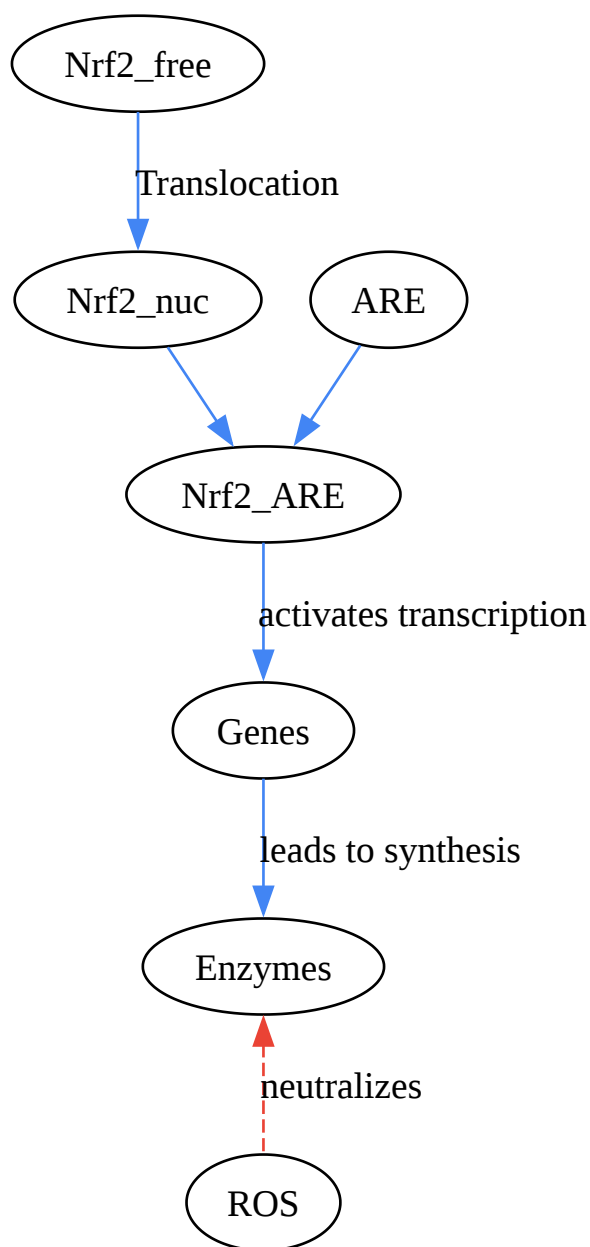 Nrf2_free
Translocation
Nrf2_nuc
ARE
Nrf2_ARE
activates transcription
Genes
leads to synthesis
Enzymes
neutralizes
ROS